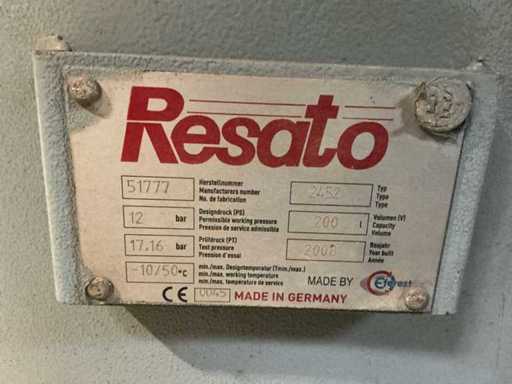 Resato
51777 Herstellnummer Manufacturers number No. de fabrication
2452 Typ Type Type
12 bar Designdruck (PS) Permissible working pressure Pression de service admissible
200 l Volumen (V) Capacity Volume
17.16 bar Prüfdruck (PT) Test pressure Pression d'essai
2008 Baujahr Year built Année
-10/50 °C min./max. Designtemperatur (Tmin./max.) min./max. working temperature min./max. temperature de service
MADE BY Everest
CE 0045 MADE IN GERMANY